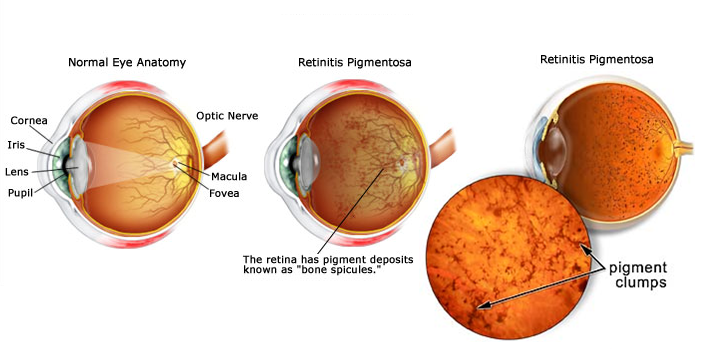 Normal Eye Anatomy
Cornea
Iris
Lens
Pupil
Optic Nerve
Macula
Fovea
Retinitis Pigmentosa
The retina has pigment deposits
known as "bone spicules."
Retinitis Pigmentosa
pigment
clumps